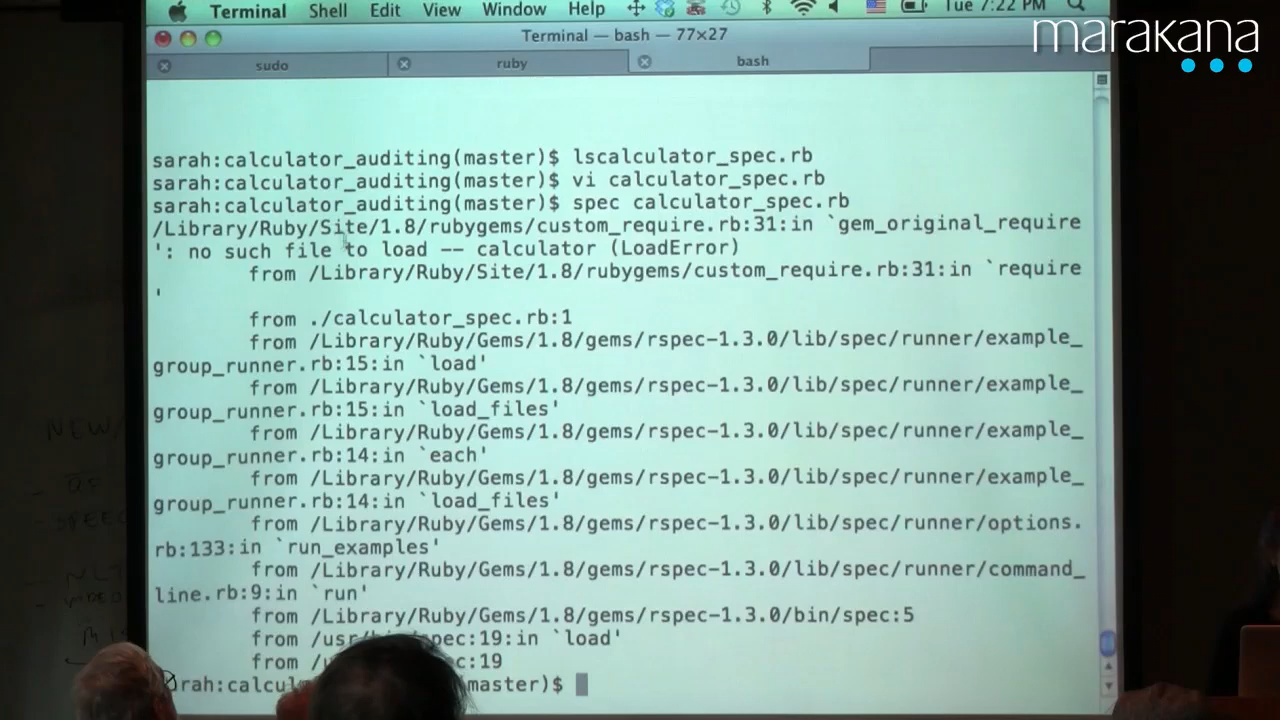 Terminal Shell Edit View Window Help Tue 7:22 PM
marakana
Terminal — bash — 77×27
sudo ruby bash
sarah:calculator_auditing(master)$ lscalculator_spec.rb
sarah:calculator_auditing(master)$ vi calculator_spec.rb
sarah:calculator_auditing(master)$ spec calculator_spec.rb
/Library/Ruby/Site/1.8/rubygems/custom_require.rb:31:in `gem_original_require
': no such file to load -- calculator (LoadError)
from /Library/Ruby/Site/1.8/rubygems/custom_require.rb:31:in `require
'
from ./calculator_spec.rb:1
from /Library/Ruby/Gems/1.8/gems/rspec-1.3.0/lib/spec/runner/example_
group_runner.rb:15:in `load'
from /Library/Ruby/Gems/1.8/gems/rspec-1.3.0/lib/spec/runner/example_
group_runner.rb:15:in `load_files'
from /Library/Ruby/Gems/1.8/gems/rspec-1.3.0/lib/spec/runner/example_
group_runner.rb:14:in `each'
from /Library/Ruby/Gems/1.8/gems/rspec-1.3.0/lib/spec/runner/example_
group_runner.rb:14:in `load_files'
from /Library/Ruby/Gems/1.8/gems/rspec-1.3.0/lib/spec/runner/options.
rb:133:in `run_examples'
from /Library/Ruby/Gems/1.8/gems/rspec-1.3.0/lib/spec/runner/command_
line.rb:9:in `run'
from /Library/Ruby/Gems/1.8/gems/rspec-1.3.0/bin/spec:5
from /usr/bin/spec:19:in `load'
from
c:19
rah:calcul
master)$
NEW